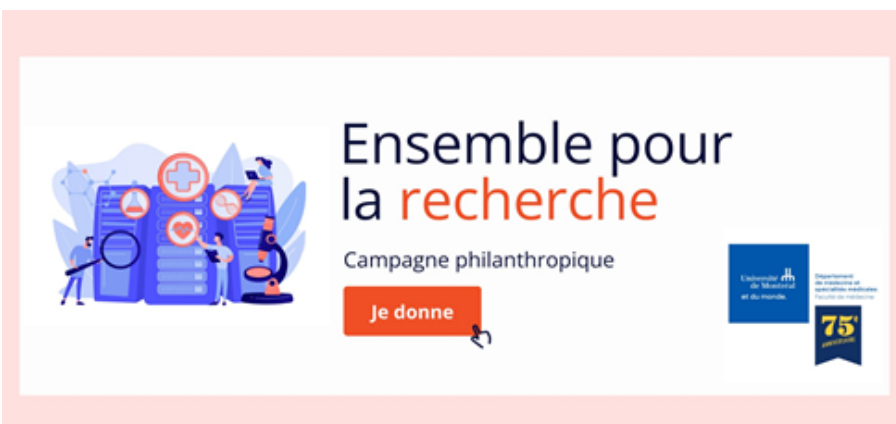 Ensemble pour
la recherche
Campagne philanthropique
Je donne
Université
de Montréal
et du monde.
Département
de médecine et
spécialités médicales
Faculté de médecine
75e
ANNIVERSAIRE